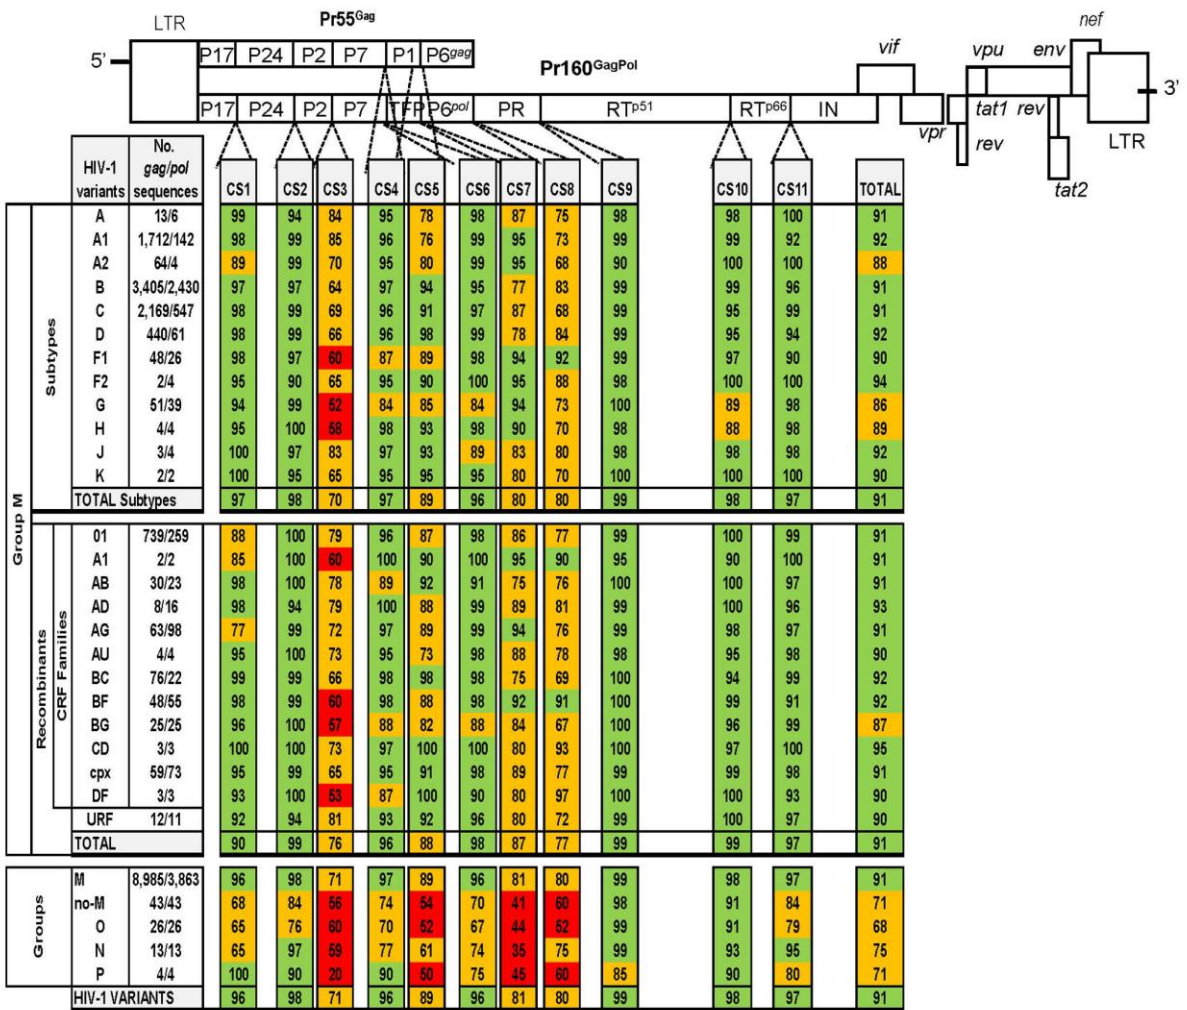 LTR Pr55Gag nef
5' P17 P24 P2 P7 P1 P6gag Pr160GagPol vif vpu env 3'
P17 P24 P2 P7 TFP P6pol PR RTp51 RTp66 IN vpr tat1 rev LTR
rev
tat2
HIV-1 variants No. gag/pol sequences CS1 CS2 CS3 CS4 CS5 CS6 CS7 CS8 CS9 CS10 CS11 TOTAL
Group M
Subtypes
A 13/6 99 94 84 95 78 98 87 75 98 98 100 91
A1 1,712/142 98 99 85 96 76 99 95 73 99 99 92 92
A2 64/4 89 99 70 95 80 99 95 68 90 100 100 88
B 3,405/2,430 97 97 64 97 94 95 77 83 99 99 96 91
C 2,169/547 98 99 69 96 91 97 87 68 99 95 99 91
D 440/61 98 99 66 96 98 99 78 84 99 95 94 92
F1 48/26 98 97 60 87 89 98 94 92 99 97 90 90
F2 2/4 95 90 65 95 90 100 95 88 98 100 100 94
G 51/39 94 99 52 84 85 84 94 73 100 89 98 86
H 4/4 95 100 58 98 93 98 90 70 98 88 98 89
J 3/4 100 97 83 97 93 89 83 80 98 98 98 92
K 2/2 100 95 65 95 95 95 80 70 100 100 100 90
TOTAL Subtypes 97 98 70 97 89 96 80 80 99 98 97 91
Recombinants
CRF Families
01 739/259 88 100 79 96 87 98 86 77 99 100 99 91
A1 2/2 85 100 60 100 90 100 95 90 95 90 100 91
AB 30/23 98 100 78 89 92 91 75 76 100 100 97 91
AD 8/16 98 94 79 100 88 99 89 81 99 100 96 93
AG 63/98 77 99 72 97 89 99 94 76 99 98 97 91
AU 4/4 95 100 73 95 73 98 88 78 98 95 98 90
BC 76/22 99 99 66 98 98 98 75 69 100 94 99 92
BF 48/55 98 99 60 98 88 98 92 91 100 99 91 92
BG 25/25 96 100 57 88 82 88 84 67 100 96 99 87
CD 3/3 100 100 73 97 100 100 80 93 100 97 100 95
cpx 59/73 95 99 65 95 91 98 89 77 99 99 98 91
DF 3/3 93 100 53 87 100 90 80 97 100 100 93 90
URF 12/11 92 94 81 93 92 96 80 72 99 100 97 90
TOTAL 90 99 76 96 88 98 87 77 99 99 97 91
Groups
M 8,985/3,863 96 98 71 97 89 96 81 80 99 98 97 91
no-M 43/43 68 84 56 74 54 70 41 60 98 91 84 71
O 26/26 65 76 60 70 52 67 44 52 99 91 79 68
N 13/13 65 97 59 77 61 74 35 75 99 93 95 75
P 4/4 100 90 20 90 50 75 45 60 85 90 80 71
HIV-1 VARIANTS 96 98 71 96 89 96 81 80 99 98 97 91